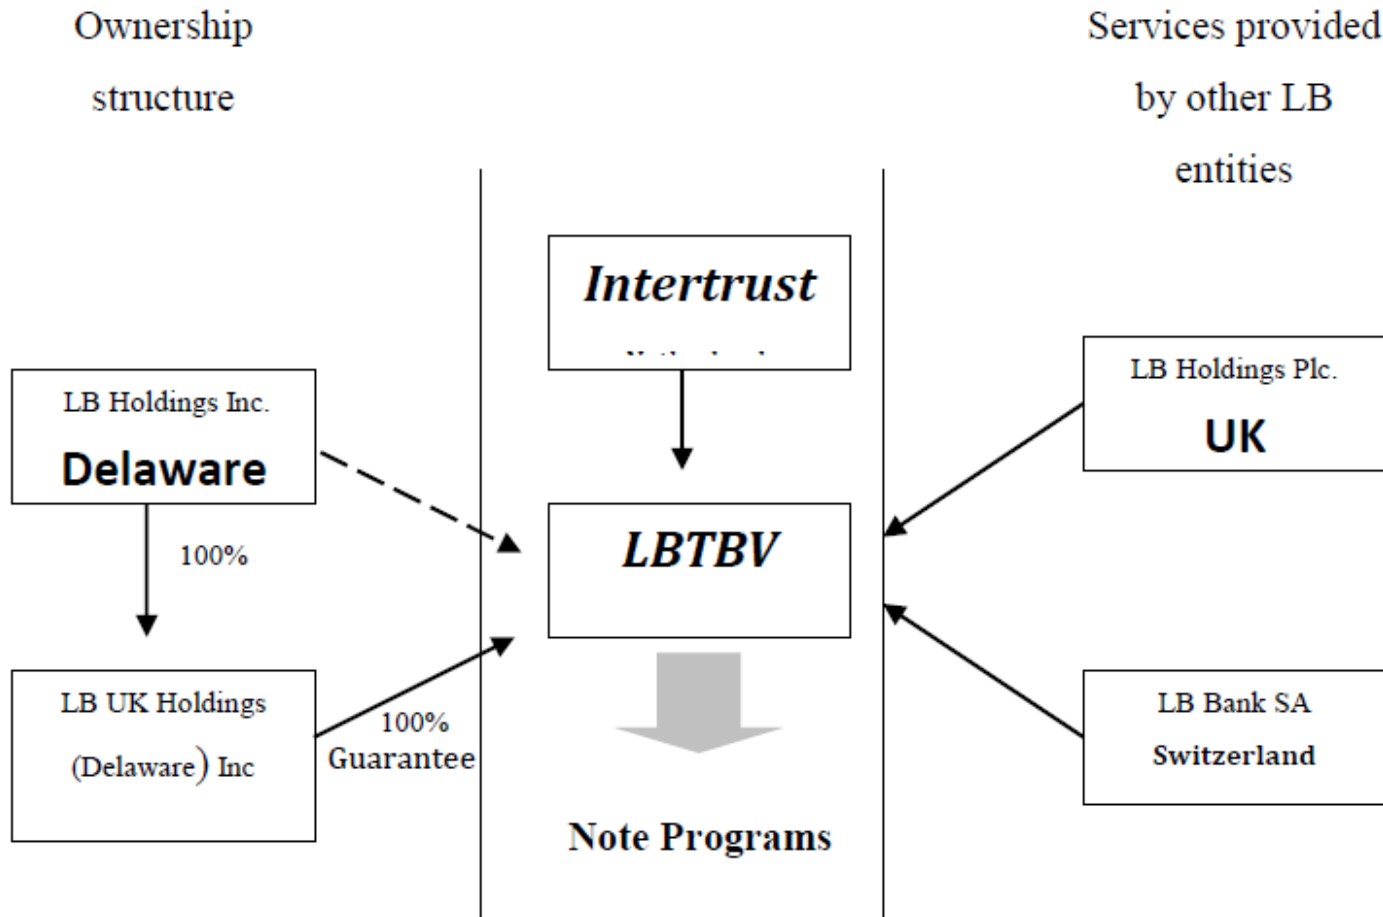 Ownership
structure
Services provided
by other LB
entities
Intertrust
LB Holdings Inc.
Delaware
100%
LB UK Holdings
(Delaware) Inc
100%
Guarantee
LBTBV
Note Programs
LB Holdings Plc.
UK
LB Bank SA
Switzerland